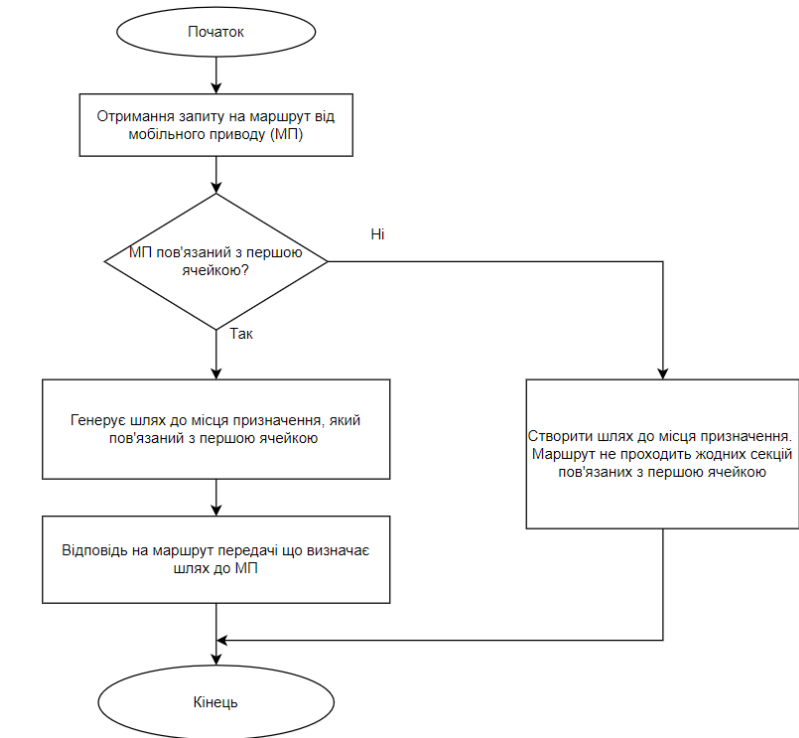 Початок
Отримання запиту на маршрут від
мобільного приводу (МП)
МП пов'язаний з першою
ячейкою?
Ні
Так
Генерує шлях до місця призначення, який
пов'язаний з першою ячейкою
Створити шлях до місця призначення.
Маршрут не проходить жодних секцій
пов'язаних з першою ячейкою
Відповідь на маршрут передачі що визначає
шлях до МП
Кінець